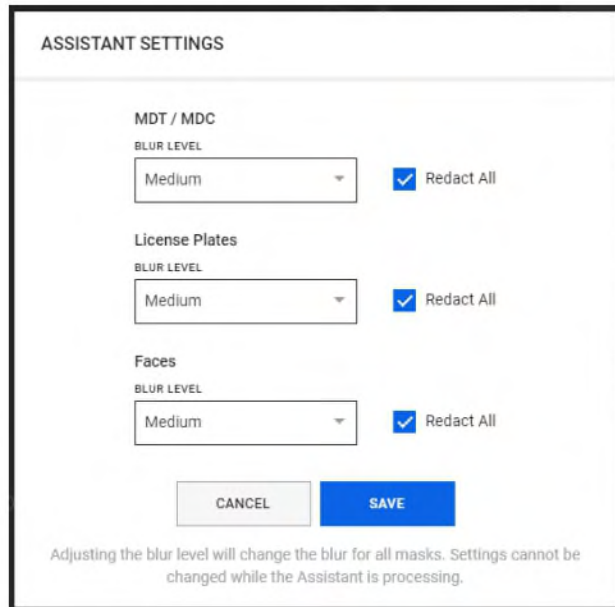 ASSISTANT SETTINGS
MDT / MDC
BLUR LEVEL
Medium
Redact All
License Plates
BLUR LEVEL
Medium
Redact All
Faces
BLUR LEVEL
Medium
Redact All
CANCEL
SAVE
Adjusting the blur level will change the blur for all masks. Settings cannot be
changed while the Assistant is processing.